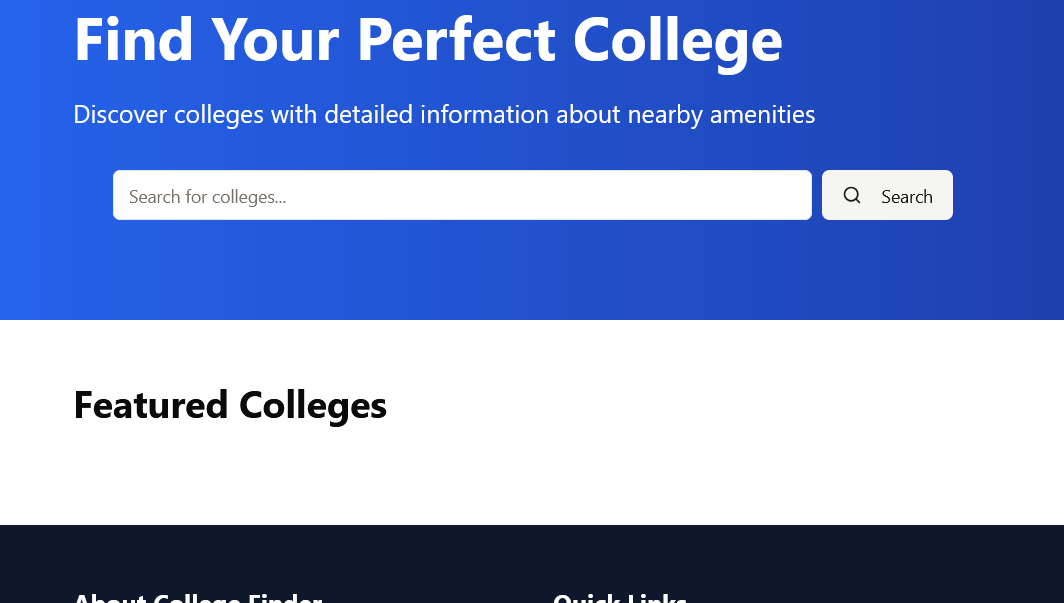 Find Your Perfect College
Discover colleges with detailed information about nearby amenities
Search for colleges...
Search
Featured Colleges
About College Finder
Quick Links